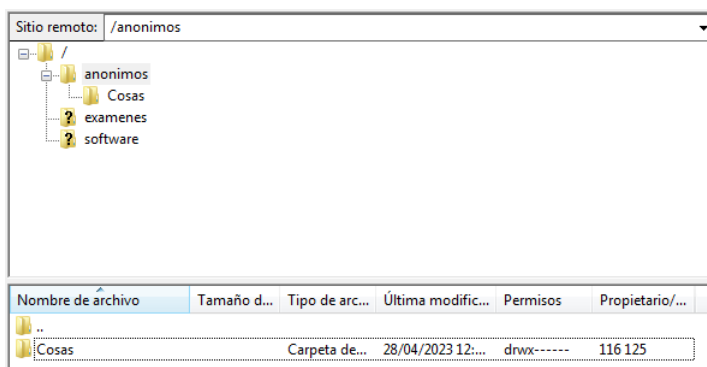 Sitio remoto: /anonimos
/
anonimos
Cosas
? examenes
? software
Nombre de archivo Tamaño d... Tipo de arc... Última modific... Permisos Propietario/...
..
Cosas Carpeta de... 28/04/2023 12:... drwx------ 116 125